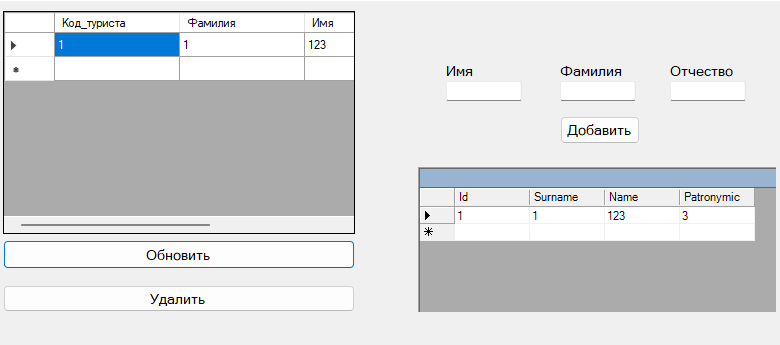 Код_туриста Фамилия Имя
1 1 123
Обновить
Удалить
Имя Фамилия Отчество
Добавить
Id Surname Name Patronymic
1 1 123 3